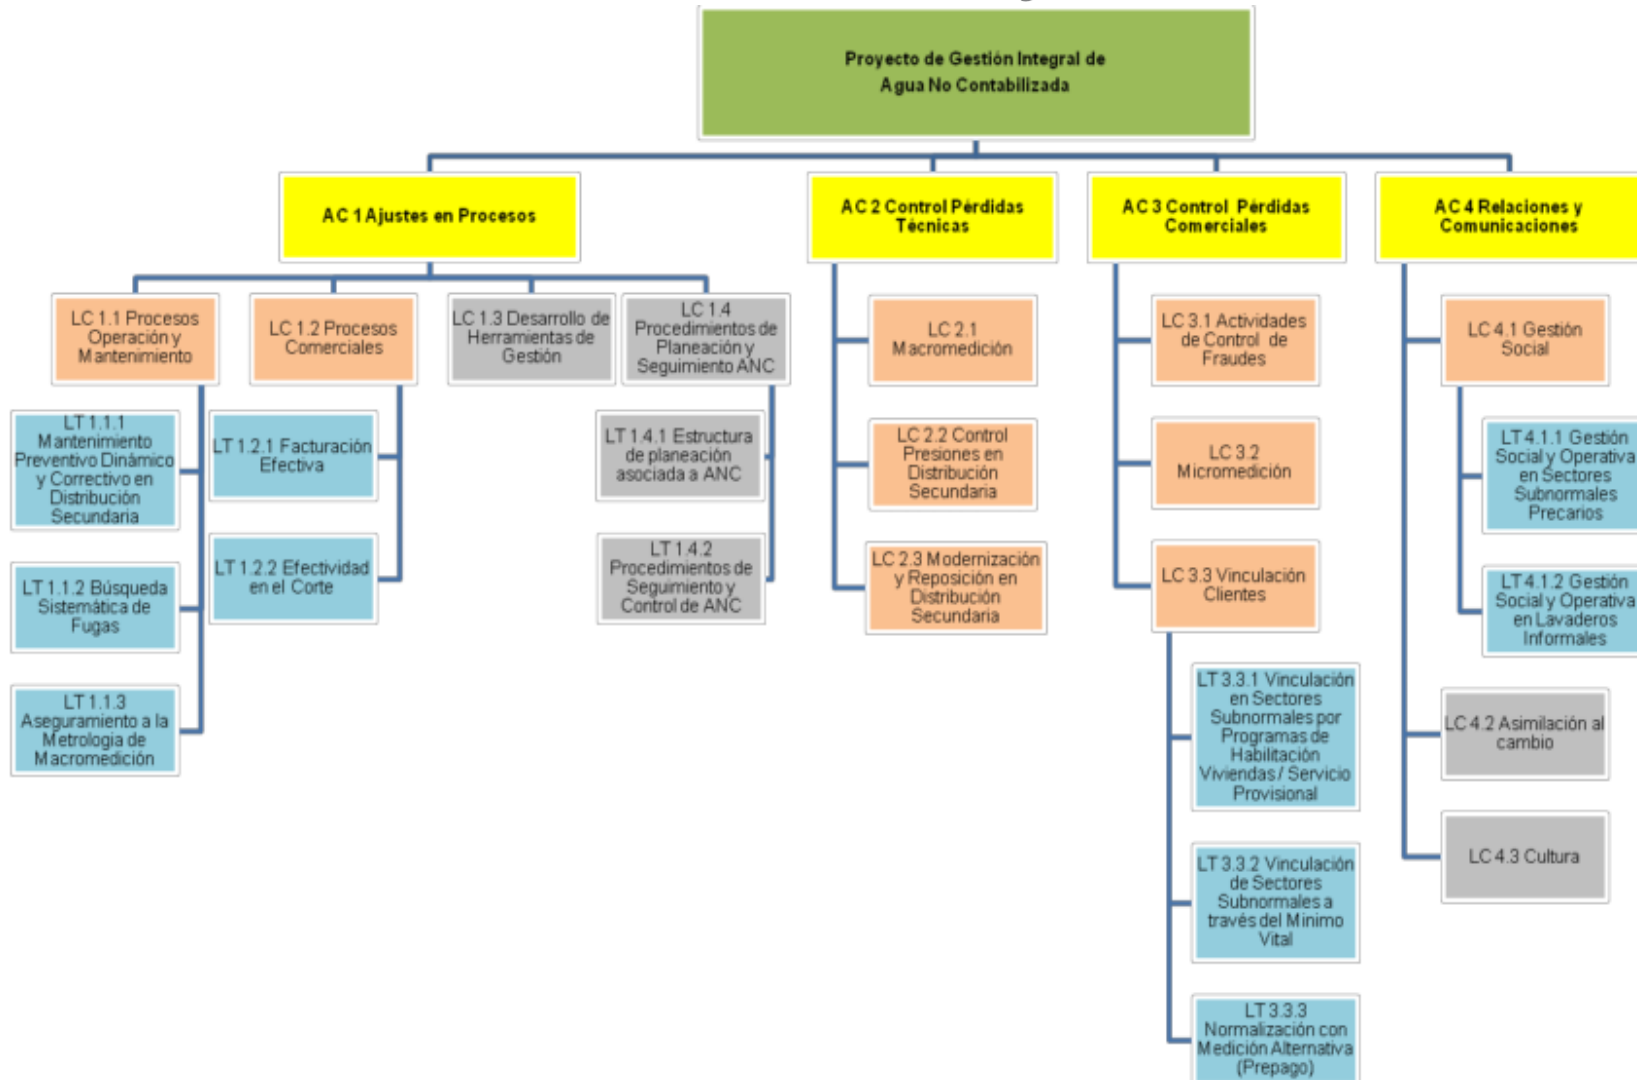 Proyecto de Gestión Integral de
Agua No Contabilizada
AC 1 Ajustes en Procesos
AC 2 Control Pérdidas
Técnicas
AC 3 Control Pérdidas
Comerciales
AC 4 Relaciones y
Comunicaciones
LC 1.1 Procesos
Operación y
Mantenimiento
LC 1.2 Procesos
Comerciales
LC 1.3 Desarrollo de
Herramientas de
Gestión
LC 1.4
Procedimientos de
Planeación y
Seguimiento ANC
LT 1.1.1
Mantenimiento
Preventivo Dinámico
y Correctivo en
Distribución
Secundaria
LT 1.1.2 Búsqueda
Sistemática de
Fugas
LT 1.1.3
Aseguramiento a la
Metrologia de
Macromedición
LT 1.2.1 Facturación
Efectiva
LT 1.2.2 Efectividad
en el Corte
LT 1.4.1 Estructura
de planeación
asociada a ANC
LT 1.4.2
Procedimientos de
Seguimiento y
Control de ANC
LC 2.1
Macromedición
LC 2.2 Control
Presiones en
Distribución
Secundaria
LC 2.3 Modernización
y Reposición en
Distribución
Secundaria
LC 3.1 Actividades
de Control de
Fraudes
LC 3.2
Micromedición
LC 3.3 Vinculación
Clientes
LT 3.3.1 Vinculación
en Sectores
Subnormales por
Programas de
Habilitación
Viviendas / Servicio
Provisional
LT 3.3.2 Vinculación
de Sectores
Subnormales a
través del Minimo
Vital
LT 3.3.3
Normalización con
Medición Alternativa
(Prepago)
LC 4.1 Gestión
Social
LT 4.1.1 Gestión
Social y Operativa
en Sectores
Subnormales
Precarios
LT 4.1.2 Gestión
Social y Operativa
en Lavaderos
Informales
LC 4.2 Asimilación al
cambio
LC 4.3 Cultura